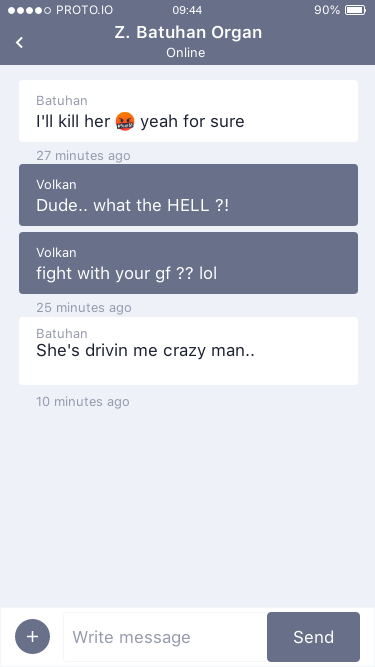 PROTO.IO 09:44 90%
Z. Batuhan Organ
Online
Batuhan
I'll kill her 🤬 yeah for sure
27 minutes ago
Volkan
Dude.. what the HELL ?!
Volkan
fight with your gf ?? lol
25 minutes ago
Batuhan
She's drivin me crazy man..
10 minutes ago
Write message
Send